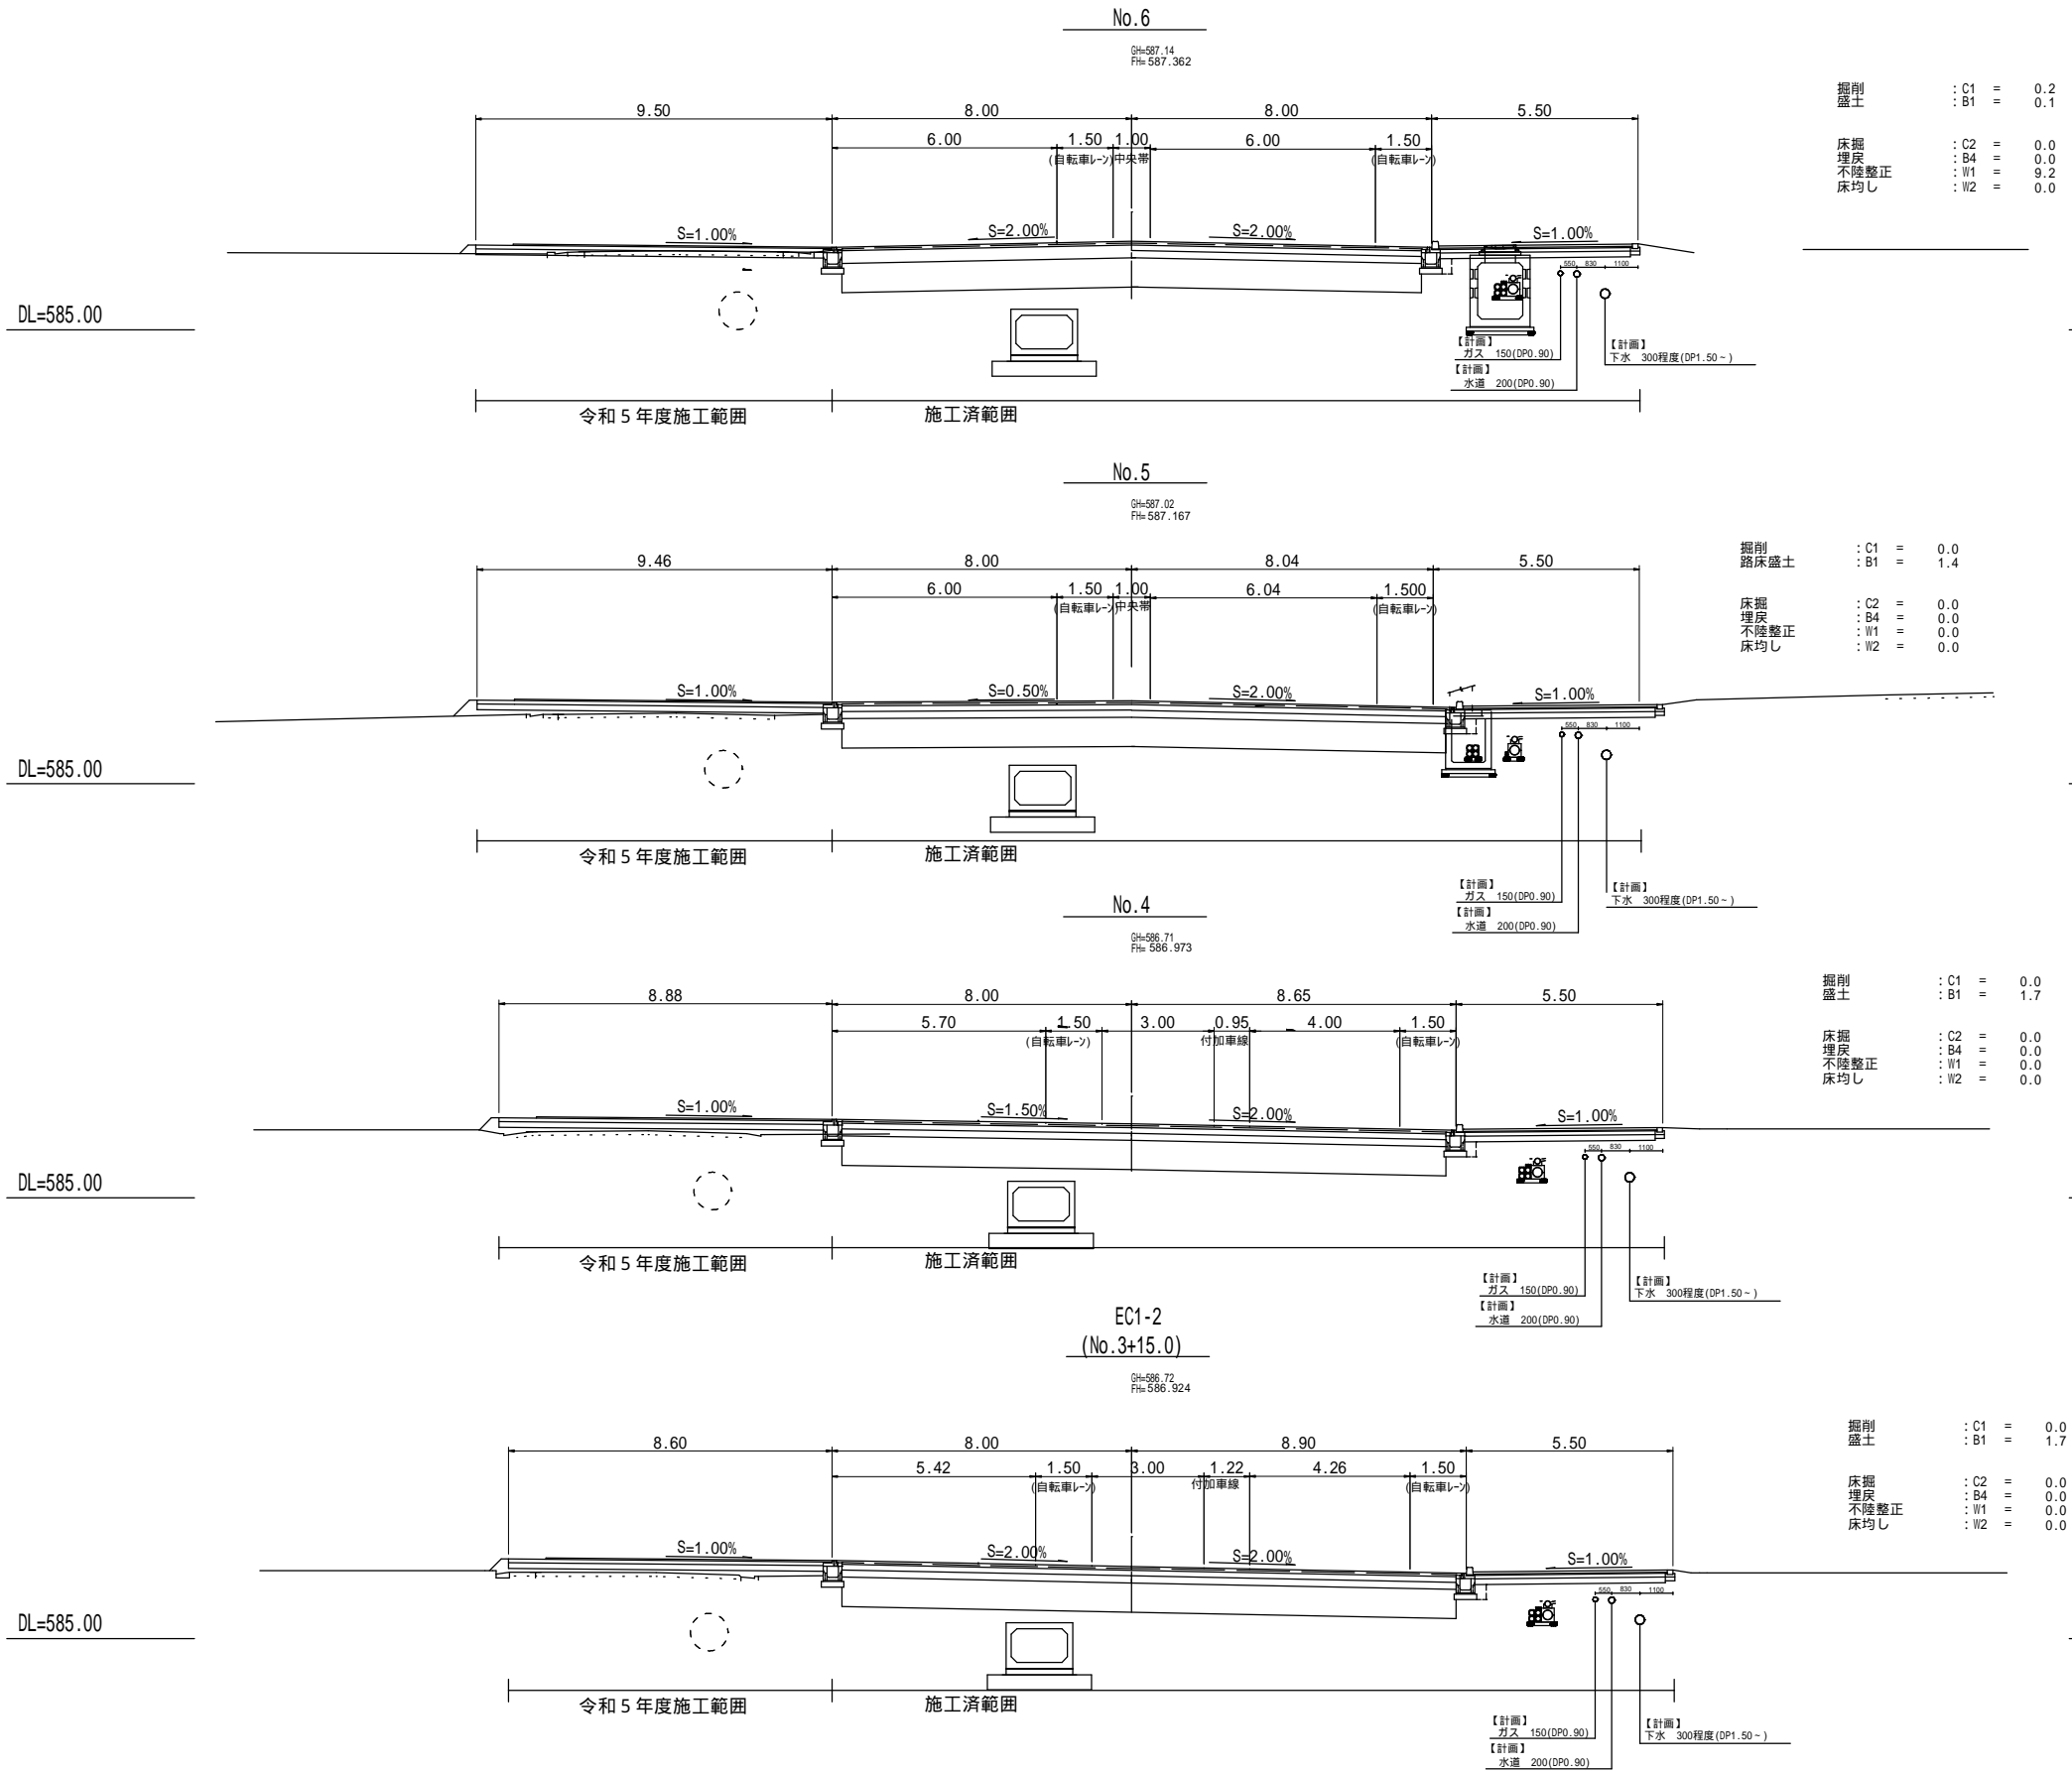 No.6
GH=587.14
FH= 587.362
掘削 : C1 = 0.2
盛土 : B1 = 0.1
床掘 : C2 = 0.0
埋戻 : B4 = 0.0
不陸整正 : W1 = 9.2
床均し : W2 = 0.0
9.50 8.00 8.00 5.50
6.00 1.50 1.00 6.00 1.50
(自転車レーン) 中央帯 (自転車レーン)
S=1.00% S=2.00% S=2.00% S=1.00%
550 830 1100
DL=585.00
【計画】
ガス 150(DP0.90)
【計画】
水道 200(DP0.90)
【計画】
下水 300程度(DP1.50~)
令和5年度施工範囲 施工済範囲
No.5
GH=587.02
FH= 587.167
掘削 : C1 = 0.0
路床盛土 : B1 = 1.4
床掘 : C2 = 0.0
埋戻 : B4 = 0.0
不陸整正 : W1 = 0.0
床均し : W2 = 0.0
9.46 8.00 8.04 5.50
6.00 1.50 1.00 6.04 1.500
(自転車レーン) 中央帯 (自転車レーン)
S=1.00% S=0.50% S=2.00% S=1.00%
550 830 1100
DL=585.00
令和5年度施工範囲 施工済範囲
【計画】
ガス 150(DP0.90)
【計画】
水道 200(DP0.90)
【計画】
下水 300程度(DP1.50~)
No.4
GH=586.71
FH= 586.973
掘削 : C1 = 0.0
盛土 : B1 = 1.7
床掘 : C2 = 0.0
埋戻 : B4 = 0.0
不陸整正 : W1 = 0.0
床均し : W2 = 0.0
8.88 8.00 8.65 5.50
5.70 1.50 3.00 0.95 4.00 1.50
(自転車レーン) 付加車線 (自転車レーン)
S=1.00% S=1.50% S=2.00% S=1.00%
550 830 1100
DL=585.00
令和5年度施工範囲 施工済範囲
【計画】
ガス 150(DP0.90)
【計画】
水道 200(DP0.90)
【計画】
下水 300程度(DP1.50~)
EC1-2
(No.3+15.0)
GH=586.72
FH= 586.924
掘削 : C1 = 0.0
盛土 : B1 = 1.7
床掘 : C2 = 0.0
埋戻 : B4 = 0.0
不陸整正 : W1 = 0.0
床均し : W2 = 0.0
8.60 8.00 8.90 5.50
5.42 1.50 3.00 1.22 4.26 1.50
(自転車レーン) 付加車線 (自転車レーン)
S=1.00% S=2.00% S=2.00% S=1.00%
550 830 1100
DL=585.00
令和5年度施工範囲 施工済範囲
【計画】
ガス 150(DP0.90)
【計画】
水道 200(DP0.90)
【計画】
下水 300程度(DP1.50~)